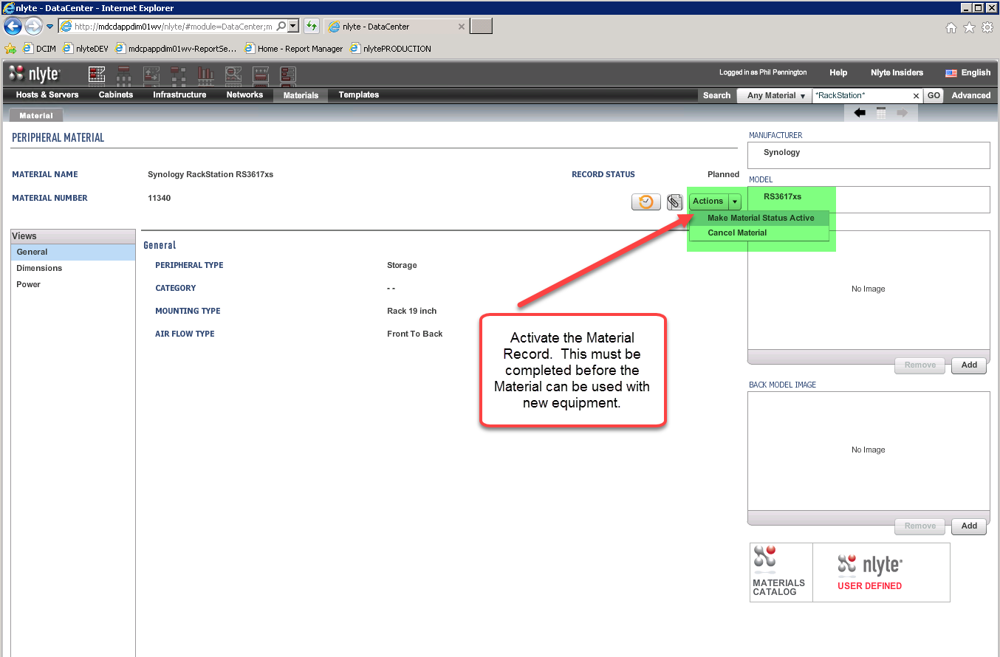 nlyte - DataCenter - Internet Explorer
http://mdcdappdim01wv/nlyte/#module=DataCenter;m
nlyte - DataCenter
DCIM
nlyteDEV
mdcpappdim01wv-ReportSe...
Home - Report Manager
nlytePRODUCTION
nlyte
Logged in as Phil Pennington
Help
Nlyte Insiders
English
Hosts & Servers
Cabinets
Infrastructure
Networks
Materials
Templates
Search
Any Material
*RackStation*
GO
Advanced
Material
PERIPHERAL MATERIAL
MATERIAL NAME
Synology RackStation RS3617xs
RECORD STATUS
Planned
MATERIAL NUMBER
11340
Actions
Make Material Status Active
Cancel Material
Views
General
Dimensions
Power
General
PERIPHERAL TYPE
Storage
CATEGORY
- -
MOUNTING TYPE
Rack 19 inch
AIR FLOW TYPE
Front To Back
Activate the Material
Record.  This must be
completed before the
Material can be used with
new equipment.
MANUFACTURER
Synology
MODEL
RS3617xs
No Image
Remove
Add
BACK MODEL IMAGE
No Image
Remove
Add
MATERIALS
CATALOG
nlyte
USER DEFINED